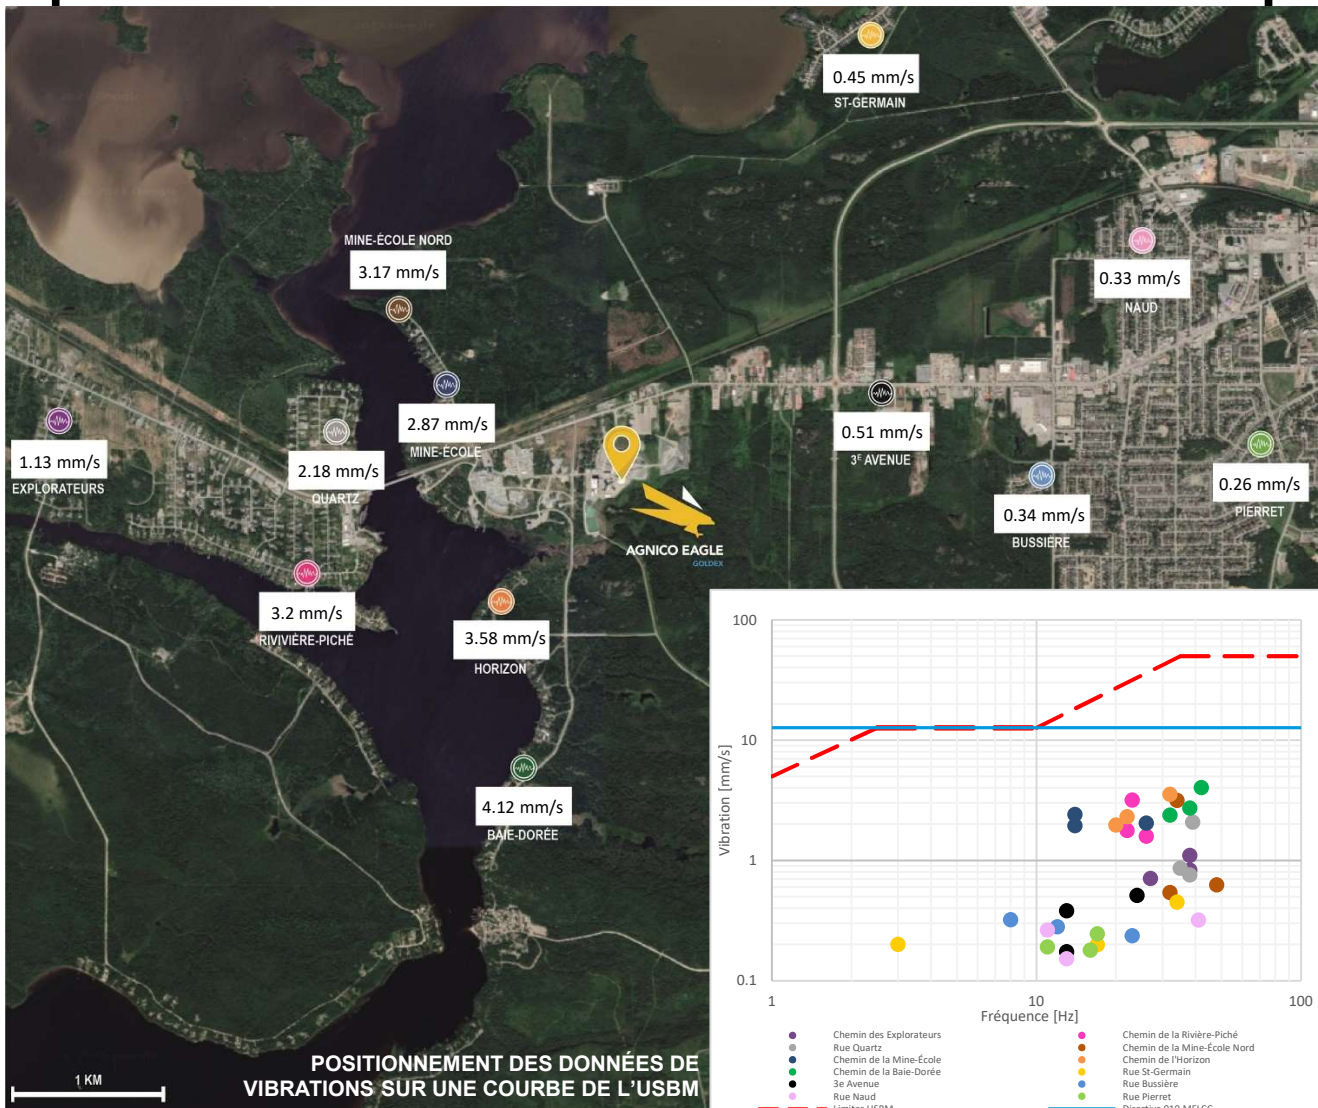 0.45 mm/s
ST-GERMAIN
MINE-ÉCOLE NORD
3.17 mm/s
0.33 mm/s
NAUD
2.87 mm/s
MINE-ÉCOLE
1.13 mm/s
EXPLORATEURS
2.18 mm/s
QUARTZ
0.51 mm/s
3E AVENUE
0.26 mm/s
PIERRET
0.34 mm/s
BUSSIÈRE
AGNICO EAGLE
GOLDEX
3.2 mm/s
RIVIVIÈRE-PICHÉ
3.58 mm/s
HORIZON
4.12 mm/s
BAIE-DORÉE
1 KM
POSITIONNEMENT DES DONNÉES DE
VIBRATIONS SUR UNE COURBE DE L'USBM
100
10
1
0.1
Vibration [mm/s]
1
10
100
Fréquence [Hz]
Chemin des Explorateurs
Chemin de la Rivière-Piché
Rue Quartz
Chemin de la Mine-École Nord
Chemin de la Mine-École
Chemin de l'Horizon
Chemin de la Baie-Dorée
Rue St-Germain
3e Avenue
Rue Bussière
Rue Naud
Rue Pierret
Limites USBM
Directive 019 MELCC